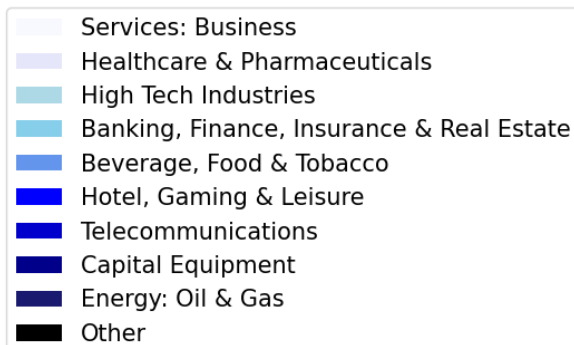 Services: Business
Healthcare & Pharmaceuticals
High Tech Industries
Banking, Finance, Insurance & Real Estate
Beverage, Food & Tobacco
Hotel, Gaming & Leisure
Telecommunications
Capital Equipment
Energy: Oil & Gas
Other